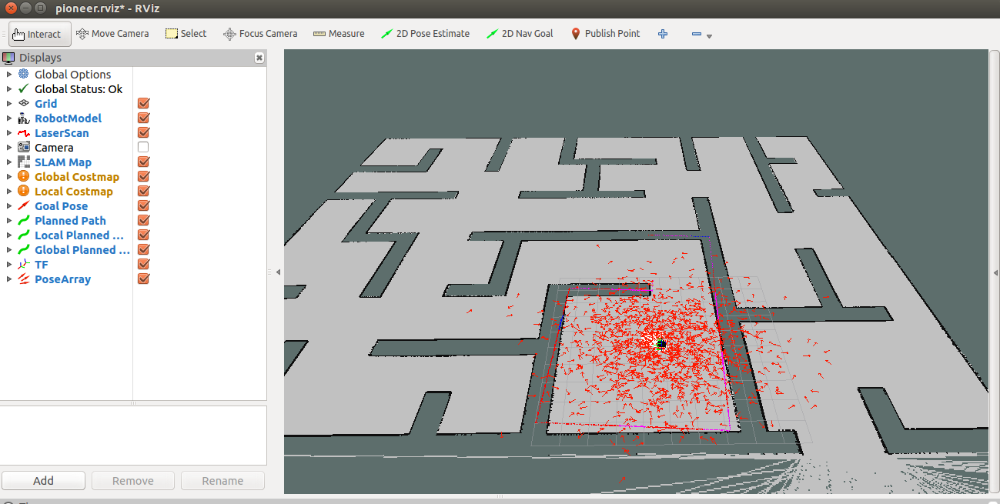 pioneer.rviz* - RViz
Interact Move Camera Select Focus Camera Measure 2D Pose Estimate 2D Nav Goal Publish Point
Displays
Global Options
Global Status: Ok
Grid
RobotModel
LaserScan
Camera
SLAM Map
Global Costmap
Local Costmap
Goal Pose
Planned Path
Local Planned ...
Global Planned ...
TF
PoseArray
Add Remove Rename